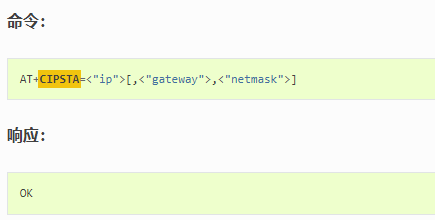 命令：
AT+CIPSTA=<"ip">[,<"gateway">,<"netmask">]
响应：
OK